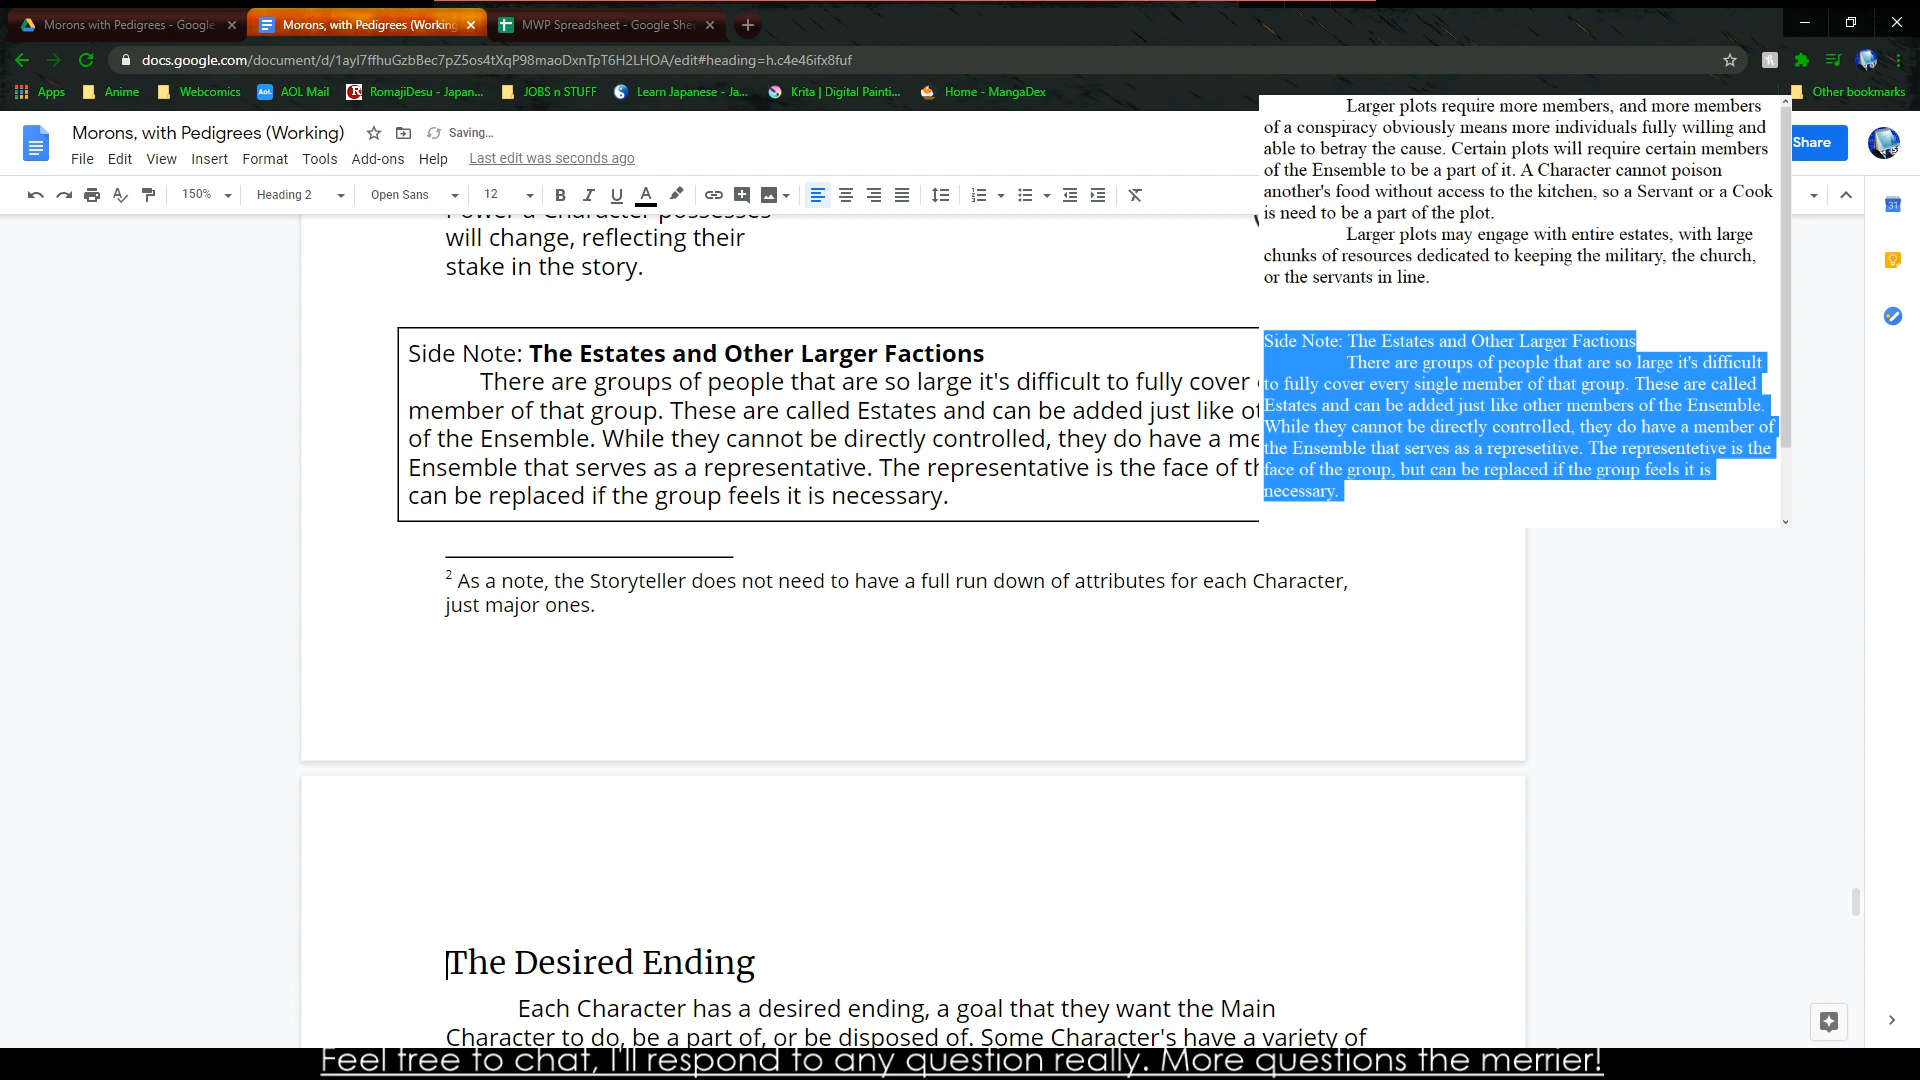 Morons with Pedigrees - Google
Morons, with Pedigrees (Working
MWP Spreadsheet - Google She
docs.google.com/document/d/1ayI7ffhuGzbBec7pZ5os4tXqP98maoDxnTpT6H2LHOA/edit#heading=h.c4e46ifx8fuf
Apps Anime Webcomics AOL Mail RomajiDesu - Japan... JOBS n STUFF Learn Japanese - Ja... Krita | Digital Painti... Home - MangaDex Other bookmarks
Morons, with Pedigrees (Working) Saving...
File Edit View Insert Format Tools Add-ons Help Last edit was seconds ago
Share
150% Heading 2 Open Sans 12
Power a Character possesses
will change, reflecting their
stake in the story.
Side Note: The Estates and Other Larger Factions
There are groups of people that are so large it's difficult to fully cover
member of that group. These are called Estates and can be added just like ot
of the Ensemble. While they cannot be directly controlled, they do have a me
Ensemble that serves as a representative. The representative is the face of th
can be replaced if the group feels it is necessary.
2 As a note, the Storyteller does not need to have a full run down of attributes for each Character,
just major ones.
The Desired Ending
Each Character has a desired ending, a goal that they want the Main
Character to do, be a part of, or be disposed of. Some Character's have a variety of
Larger plots require more members, and more members
of a conspiracy obviously means more individuals fully willing and
able to betray the cause. Certain plots will require certain members
of the Ensemble to be a part of it. A Character cannot poison
another's food without access to the kitchen, so a Servant or a Cook
is need to be a part of the plot.
Larger plots may engage with entire estates, with large
chunks of resources dedicated to keeping the military, the church,
or the servants in line.
Side Note: The Estates and Other Larger Factions
There are groups of people that are so large it's difficult
to fully cover every single member of that group. These are called
Estates and can be added just like other members of the Ensemble.
While they cannot be directly controlled, they do have a member of
the Ensemble that serves as a represetitive. The representetive is the
face of the group, but can be replaced if the group feels it is
necessary.
31
Feel free to chat, I'll respond to any question really. More questions the merrier!